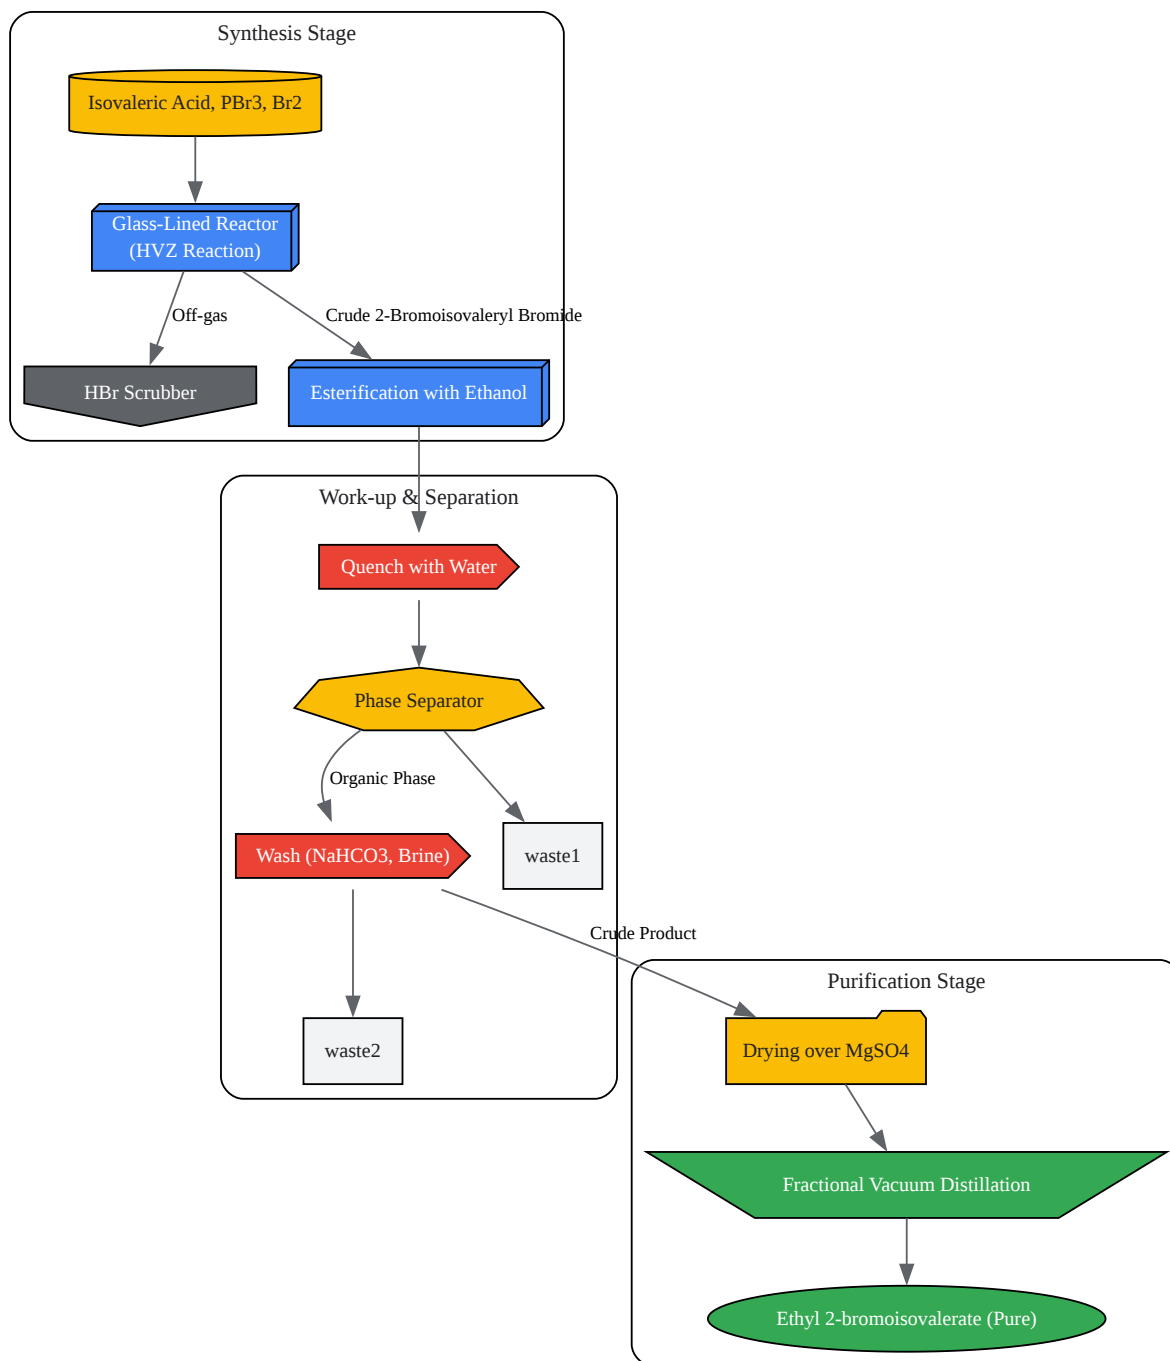 Synthesis Stage
Isovaleric Acid, PBr3, Br2
Glass-Lined Reactor
(HVZ Reaction)
Off-gas
Crude 2-Bromoisovaleryl Bromide
HBr Scrubber
Esterification with Ethanol
Work-up & Separation
Quench with Water
Phase Separator
Organic Phase
Wash (NaHCO3, Brine)
waste1
Crude Product
Purification Stage
waste2
Drying over MgSO4
Fractional Vacuum Distillation
Ethyl 2-bromoisovalerate (Pure)